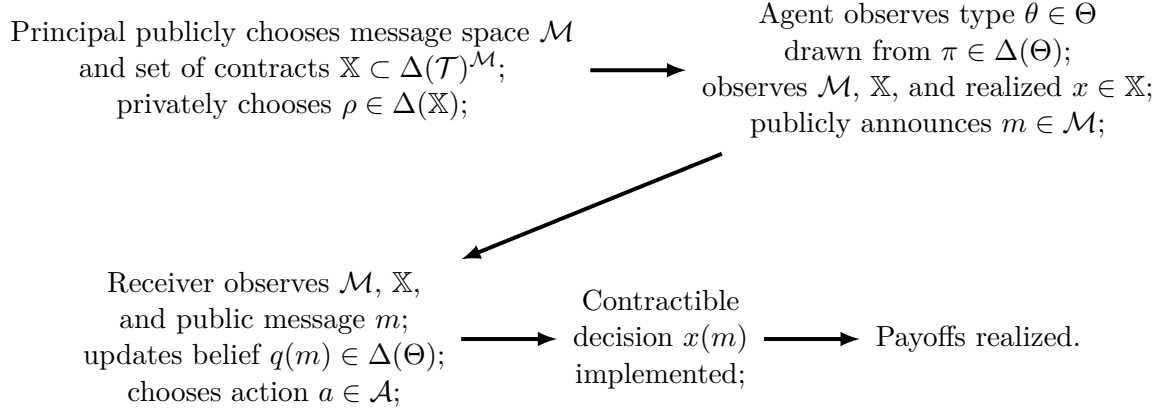 Principal publicly chooses message space ℳ
and set of contracts 𝕏 ⊂ Δ(𝒯)^ℳ;
privately chooses ρ ∈ Δ(𝕏);
Agent observes type θ ∈ Θ
drawn from π ∈ Δ(Θ);
observes ℳ, 𝕏, and realized x ∈ 𝕏;
publicly announces m ∈ ℳ;
Receiver observes ℳ, 𝕏,
and public message m;
updates belief q(m) ∈ Δ(Θ);
chooses action a ∈ 𝒜;
Contractible
decision x(m)
implemented;
Payoffs realized.